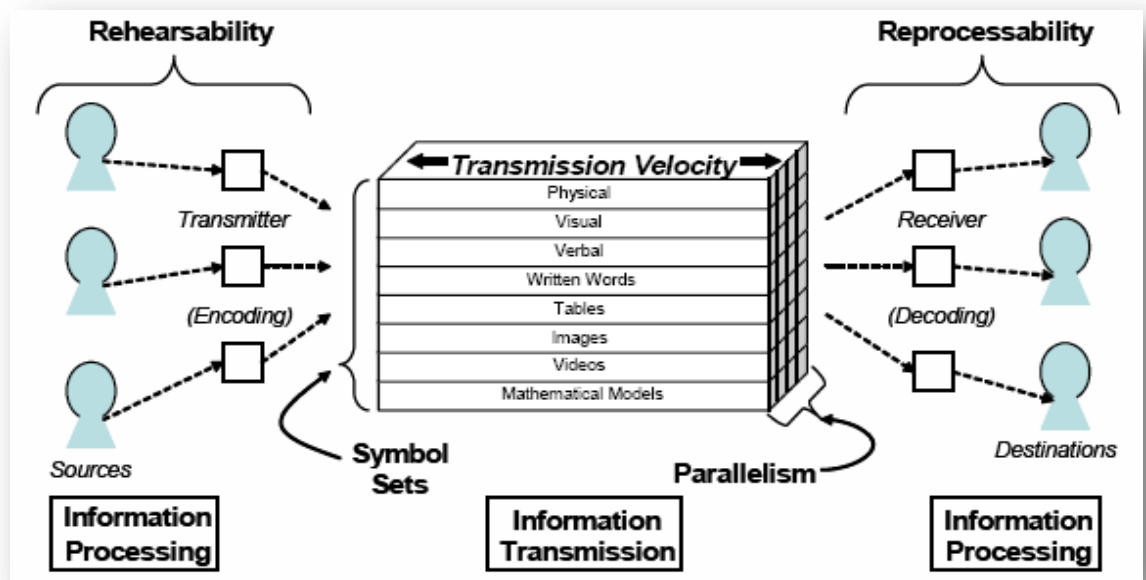 Rehearsability
Reprocessability
Transmission Velocity
Physical
Visual
Verbal
Written Words
Tables
Images
Videos
Mathematical Models
Transmitter
(Encoding)
Receiver
(Decoding)
Sources
Symbol
Sets
Parallelism
Destinations
Information
Processing
Information
Transmission
Information
Processing